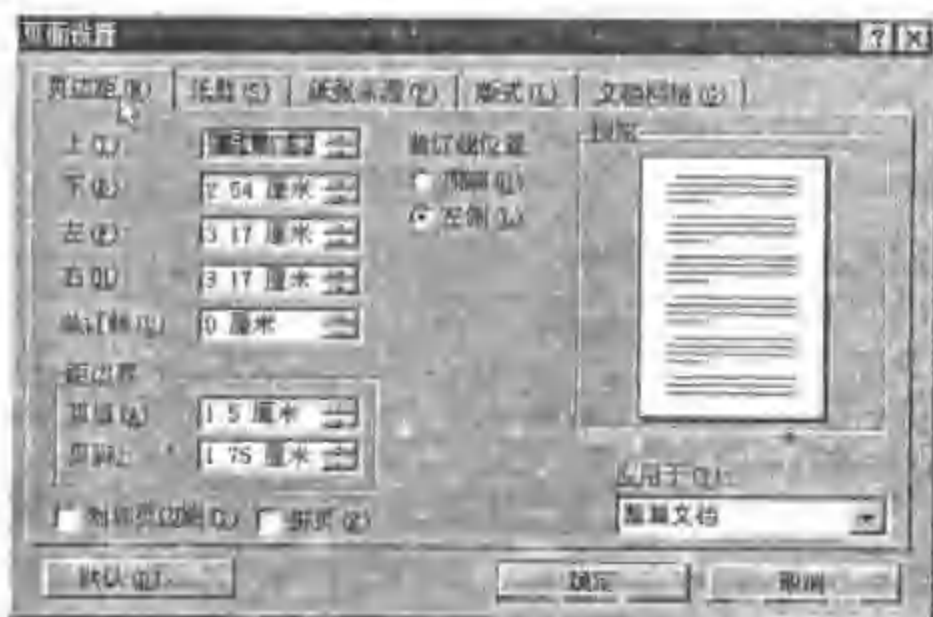 页面设置
页边距(M) 纸型(S) 纸张来源(P) 版式(L) 文档网格(G)
上(T):
下(B): 2.54 厘米
左(F): 3.17 厘米
右(I): 3.17 厘米
装订线(U): 0 厘米
距边界
页眉(A): 1.5 厘米
页脚 1.75 厘米
对称页边距(I) 拼页(2)
装订线位置
顶端(U)
左侧(L)
预览
应用于(Y):
整篇文档
默认(D)...
确定
取消